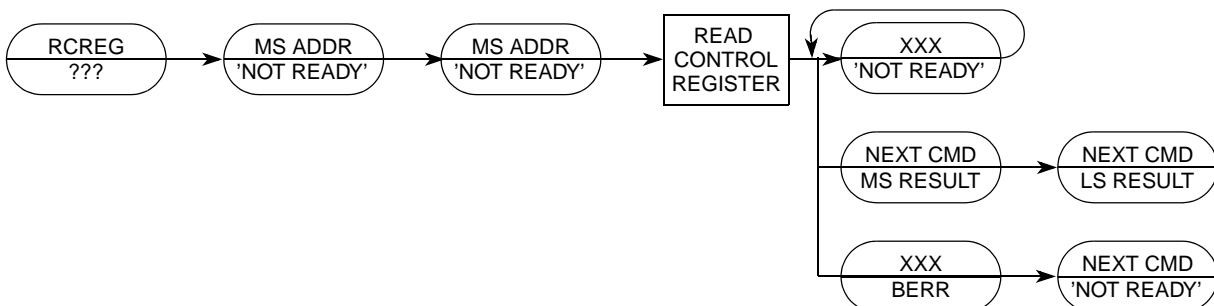 RCREG
???
MS ADDR
'NOT READY'
MS ADDR
'NOT READY'
READ
CONTROL
REGISTER
XXX
'NOT READY'
NEXT CMD
MS RESULT
NEXT CMD
LS RESULT
XXX
BERR
NEXT CMD
'NOT READY'